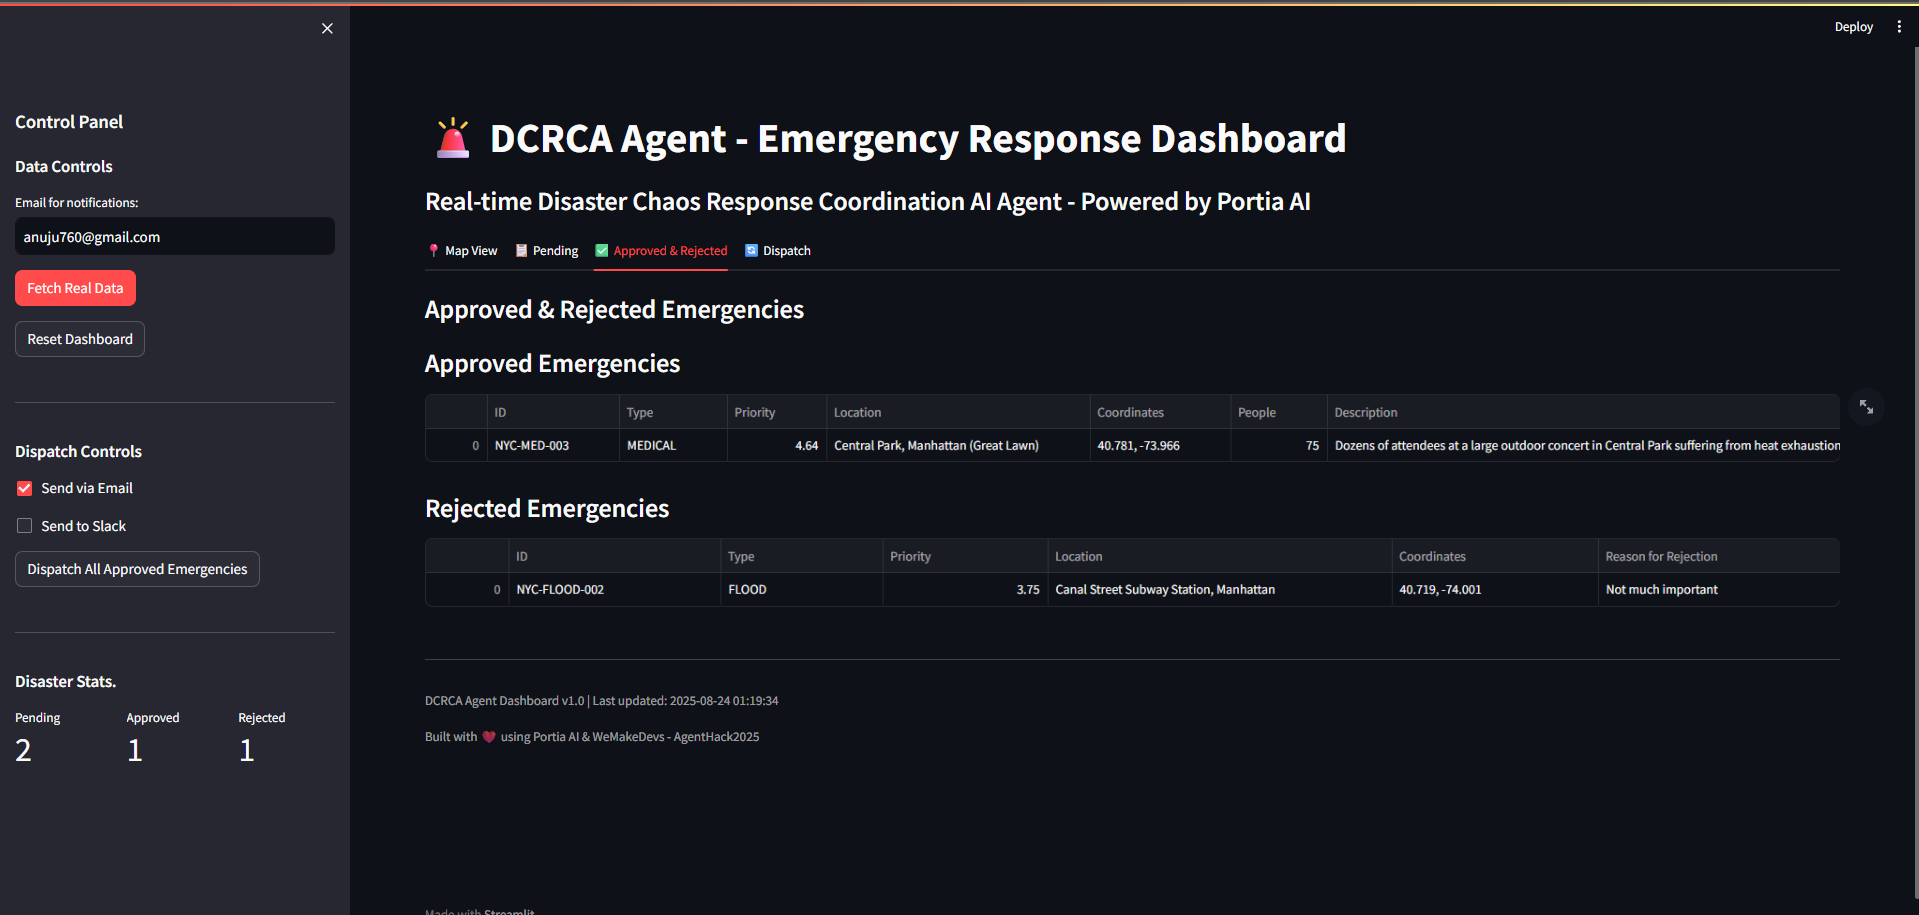 Deploy
Control Panel
Data Controls
Email for notifications:
anuju760@gmail.com
Fetch Real Data
Reset Dashboard
Dispatch Controls
Send via Email
Send to Slack
Dispatch All Approved Emergencies
Disaster Stats.
Pending Approved Rejected
2 1 1
DCRCA Agent - Emergency Response Dashboard
Real-time Disaster Chaos Response Coordination AI Agent - Powered by Portia AI
Map View Pending Approved & Rejected Dispatch
Approved & Rejected Emergencies
Approved Emergencies
ID Type Priority Location Coordinates People Description
0 NYC-MED-003 MEDICAL 4.64 Central Park, Manhattan (Great Lawn) 40.781, -73.966 75 Dozens of attendees at a large outdoor concert in Central Park suffering from heat exhaustion
Rejected Emergencies
ID Type Priority Location Coordinates Reason for Rejection
0 NYC-FLOOD-002 FLOOD 3.75 Canal Street Subway Station, Manhattan 40.719, -74.001 Not much important
DCRCA Agent Dashboard v1.0 | Last updated: 2025-08-24 01:19:34
Built with ❤️ using Portia AI & WeMakeDevs - AgentHack2025
Made with Streamlit